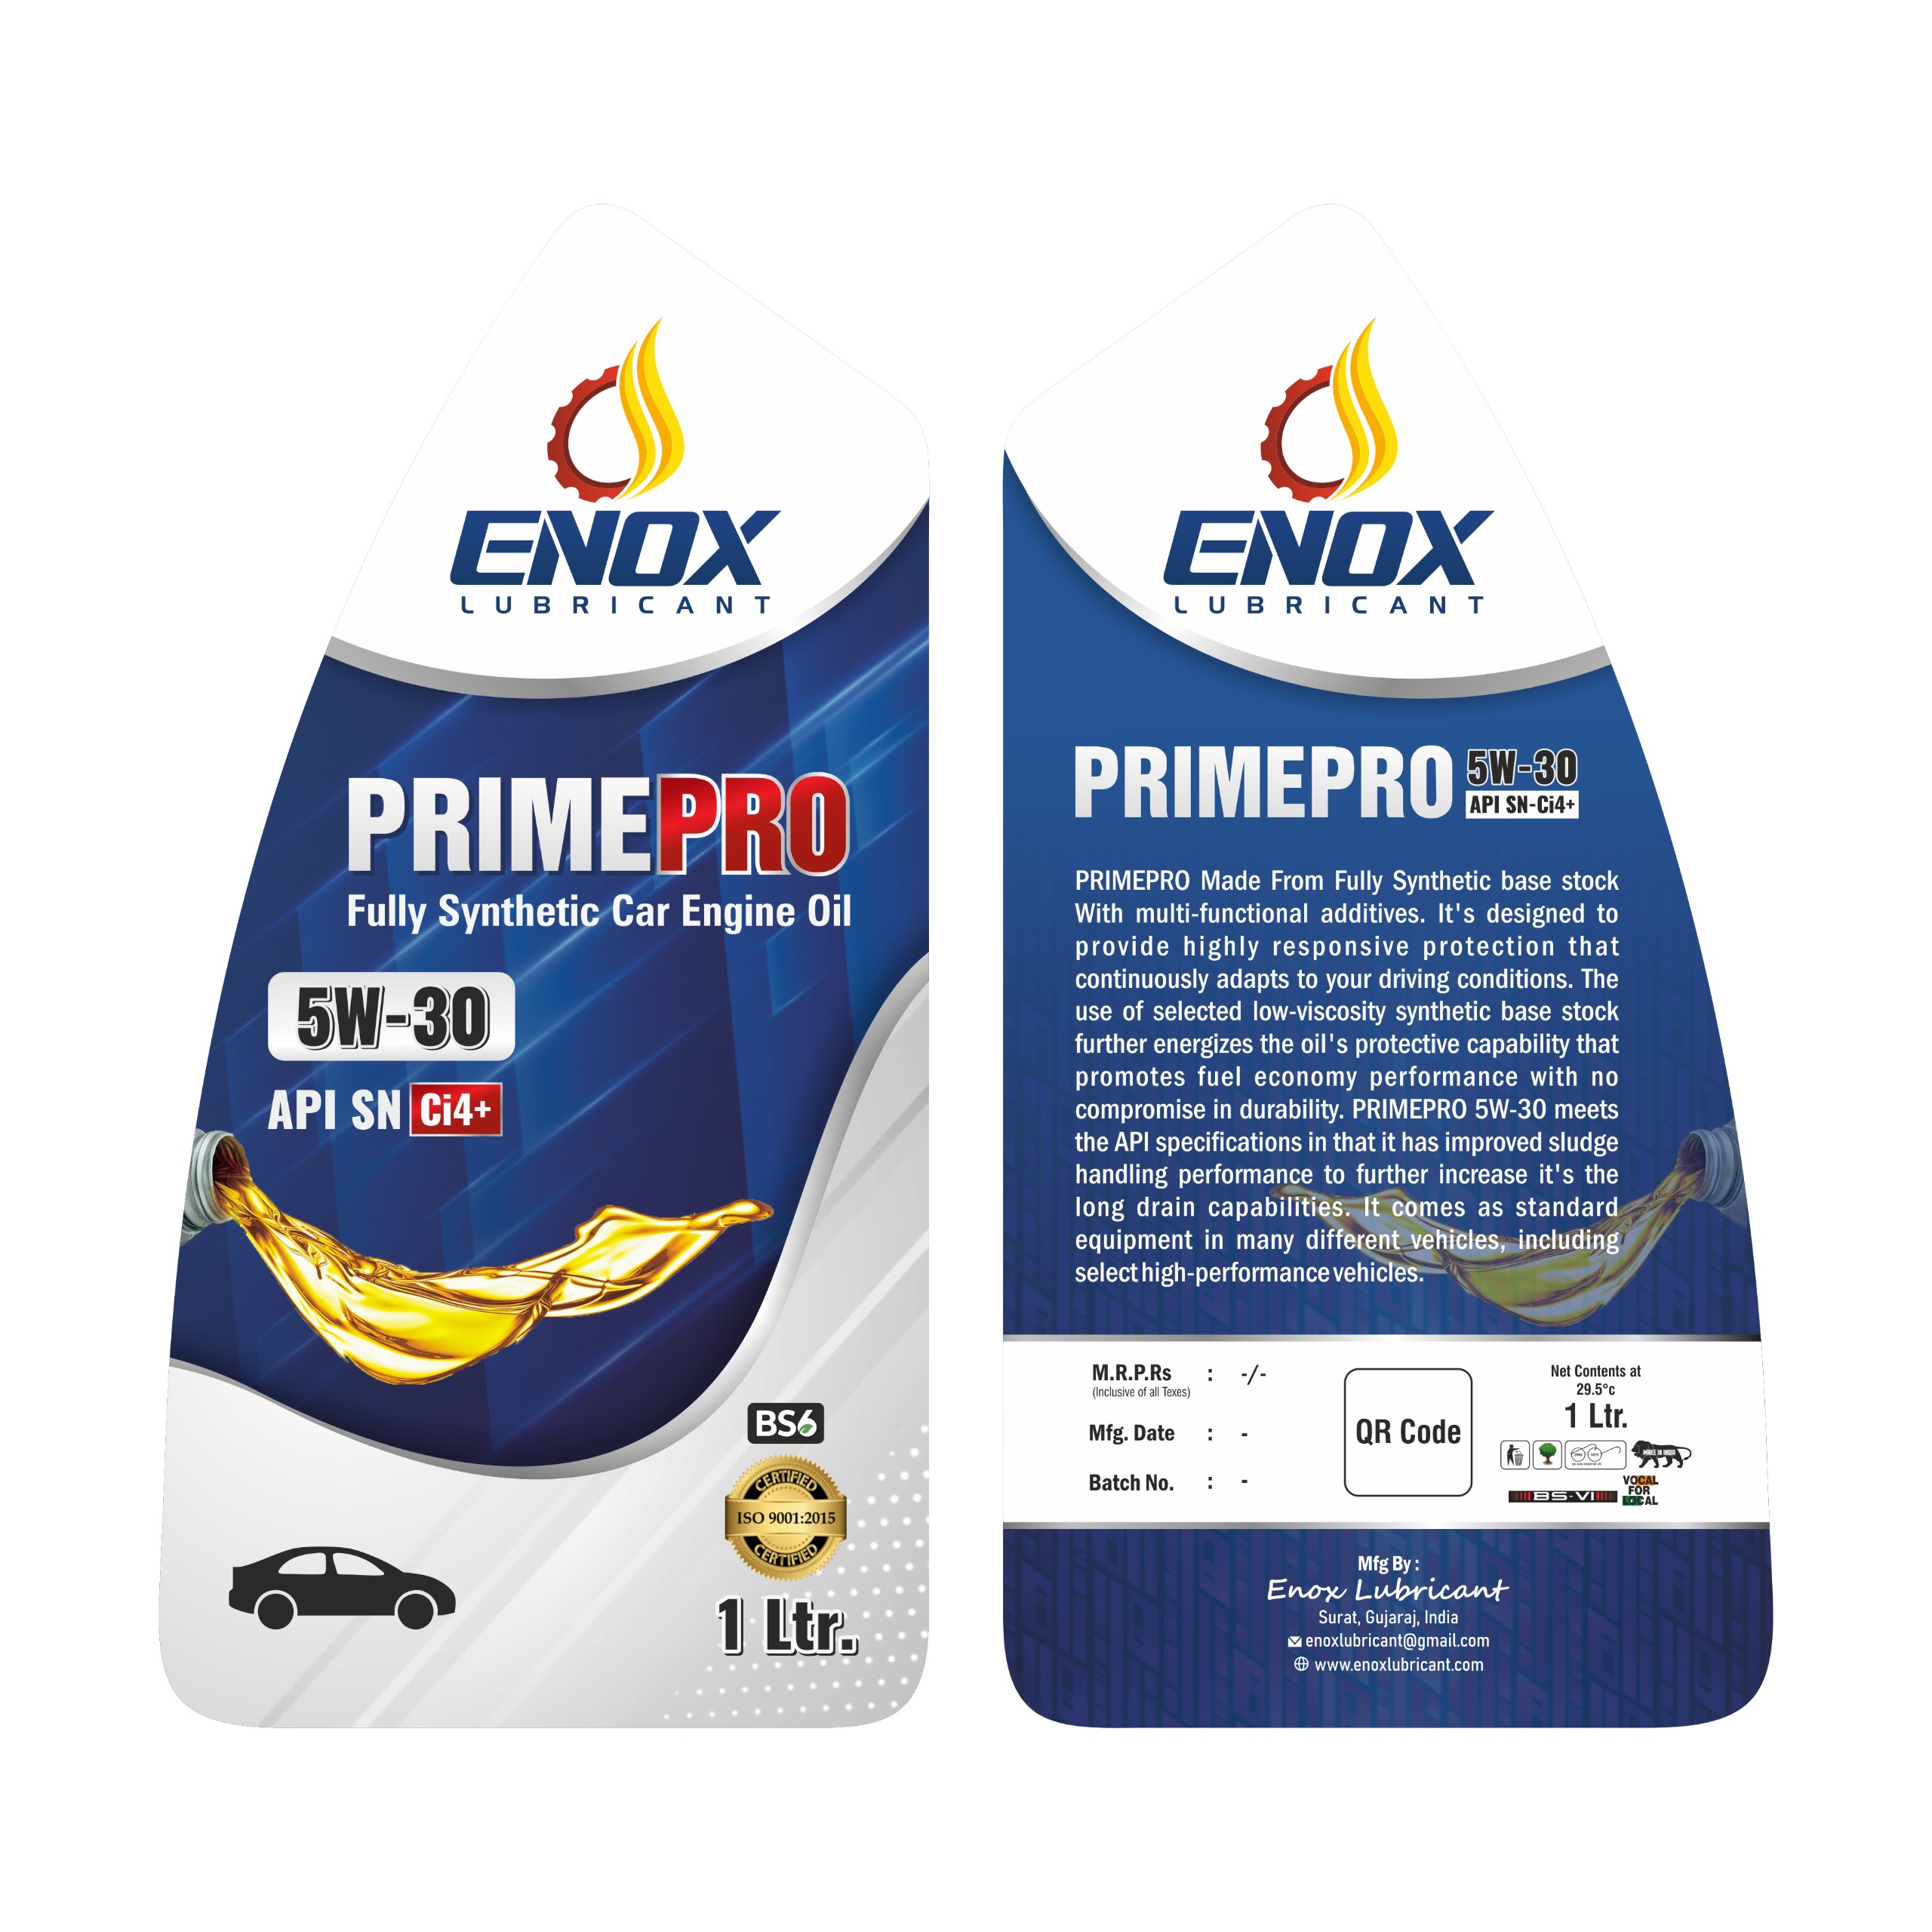 ENOX
LUBRICANT
PRIMEPRO
Fully Synthetic Car Engine Oil
5W-30
API SN Ci4+
BS6
CERTIFIED
ISO 9001:2015
CERTIFIED
1 Ltr.
ENOX
LUBRICANT
PRIMEPRO 5W-30
API SN-Ci4+
PRIMEPRO Made From Fully Synthetic base stock
With multi-functional additives. It's designed to
provide highly responsive protection that
continuously adapts to your driving conditions. The
use of selected low-viscosity synthetic base stock
further energizes the oil's protective capability that
promotes fuel economy performance with no
compromise in durability. PRIMEPRO 5W-30 meets
the API specifications in that it has improved sludge
handling performance to further increase it's the
long drain capabilities. It comes as standard
equipment in many different vehicles, including
select high-performance vehicles.
M.R.P.Rs : -/-
(Inclusive of all Texes)
Mfg. Date : -
Batch No. : -
QR Code
Net Contents at
29.5°c
1 Ltr.
MAKE IN INDIA
BS-VI
VOCAL
FOR
LOCAL
Mfg By :
Enox Lubricant
Surat, Gujaraj, India
enoxlubricant@gmail.com
www.enoxlubricant.com